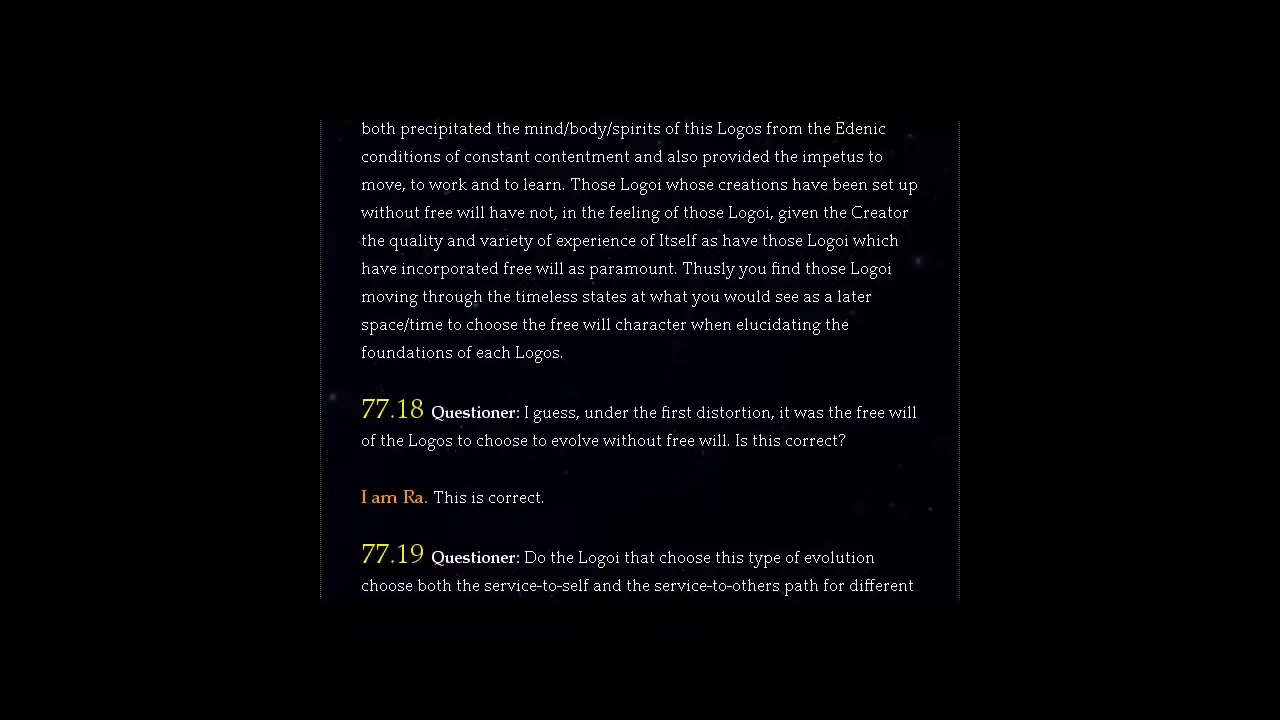 both precipitated the mind/body/spirits of this Logos from the Edenic
conditions of constant contentment and also provided the impetus to
move, to work and to learn. Those Logoi whose creations have been set up
without free will have not, in the feeling of those Logoi, given the Creator
the quality and variety of experience of Itself as have those Logoi which
have incorporated free will as paramount. Thusly you find those Logoi
moving through the timeless states at what you would see as a later
space/time to choose the free will character when elucidating the
foundations of each Logos.
77.18 Questioner: I guess, under the first distortion, it was the free will
of the Logos to choose to evolve without free will. Is this correct?
I am Ra. This is correct.
77.19 Questioner: Do the Logoi that choose this type of evolution
choose both the service-to-self and the service-to-others path for different